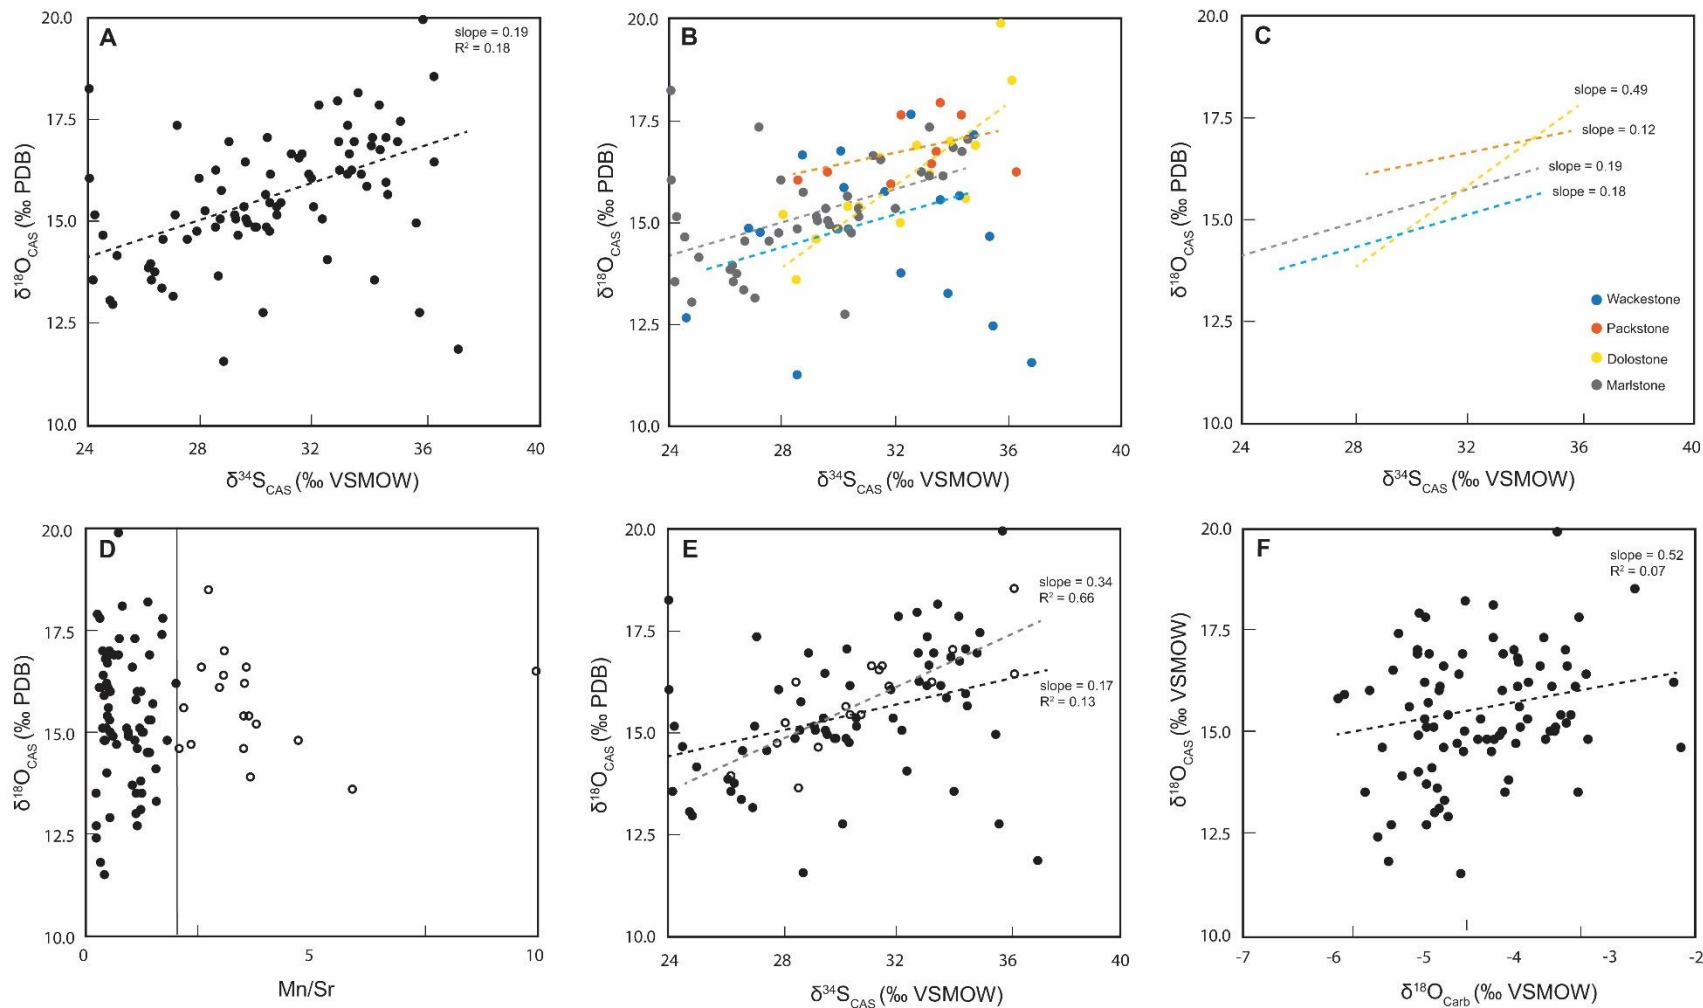 A
slope = 0.19
R² = 0.18
20.0
17.5
15.0
12.5
10.0
δ¹⁸O_CAS (‰ PDB)
24 28 32 36 40
δ³⁴S_CAS (‰ VSMOW)
B
20.0
17.5
15.0
12.5
10.0
δ¹⁸O_CAS (‰ PDB)
24 28 32 36 40
δ³⁴S_CAS (‰ VSMOW)
C
20.0
17.5
15.0
12.5
10.0
δ¹⁸O_CAS (‰ PDB)
slope = 0.49
slope = 0.12
slope = 0.19
slope = 0.18
Wackestone
Packstone
Dolostone
Marlstone
24 28 32 36 40
δ³⁴S_CAS (‰ VSMOW)
D
20.0
17.5
15.0
12.5
10.0
δ¹⁸O_CAS (‰ PDB)
0 5 10
Mn/Sr
E
20.0
17.5
15.0
12.5
10.0
δ¹⁸O_CAS (‰ PDB)
slope = 0.34
R² = 0.66
slope = 0.17
R² = 0.13
24 28 32 36 40
δ³⁴S_CAS (‰ VSMOW)
F
slope = 0.52
R² = 0.07
20.0
17.5
15.0
12.5
10.0
δ¹⁸O_CAS (‰ VSMOW)
-7 -6 -5 -4 -3 -2
δ¹⁸O_Carb (‰ VSMOW)